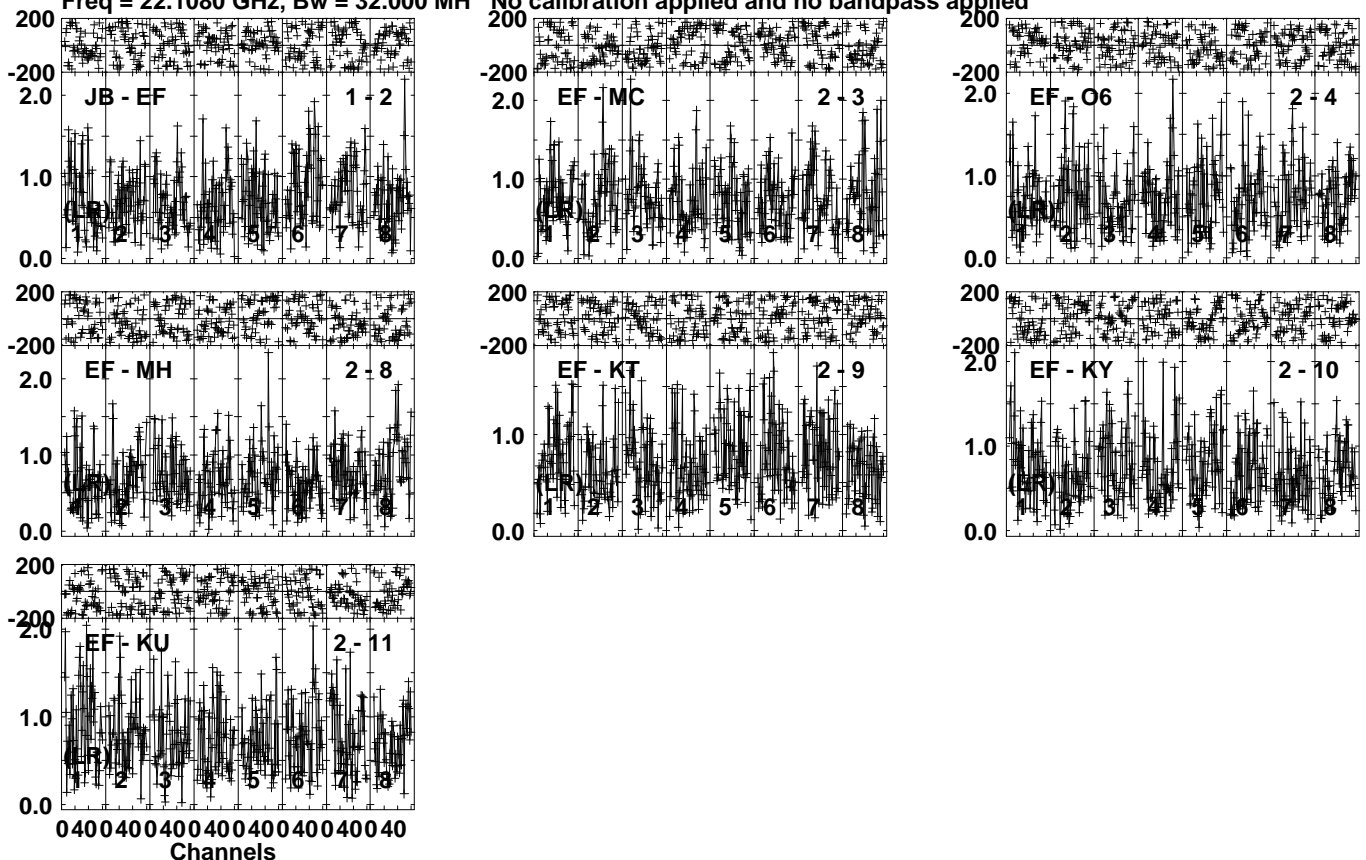 Freq = 22.1080 GHz, Bw = 32.000 MH No calibration applied and no bandpass applied
200
-200
JB - EF 1 - 2
2.0
1.0
0.0
(LR)
1 2 3 4 5 6 7 8
200
-200
EF - MC 2 - 3
2.0
1.0
0.0
(LR)
1 2 3 4 5 6 7 8
200
-200
EF - O6 2 - 4
2.0
1.0
0.0
(LR)
1 2 3 4 5 6 7 8
200
-200
EF - MH 2 - 8
2.0
1.0
0.0
(LR)
1 2 3 4 5 6 7 8
200
-200
EF - KT 2 - 9
1.0
0.0
(LR)
1 2 3 4 5 6 7 8
200
-200
EF - KY 2 - 10
2.0
1.0
0.0
(LR)
1 2 3 4 5 6 7 8
200
-200
EF - KU 2 - 11
2.0
1.0
0.0
(LR)
1 2 3 4 5 6 7 8
0 40 0 40 0 40 0 40 0 40 0 40 0 40 0 40
Channels